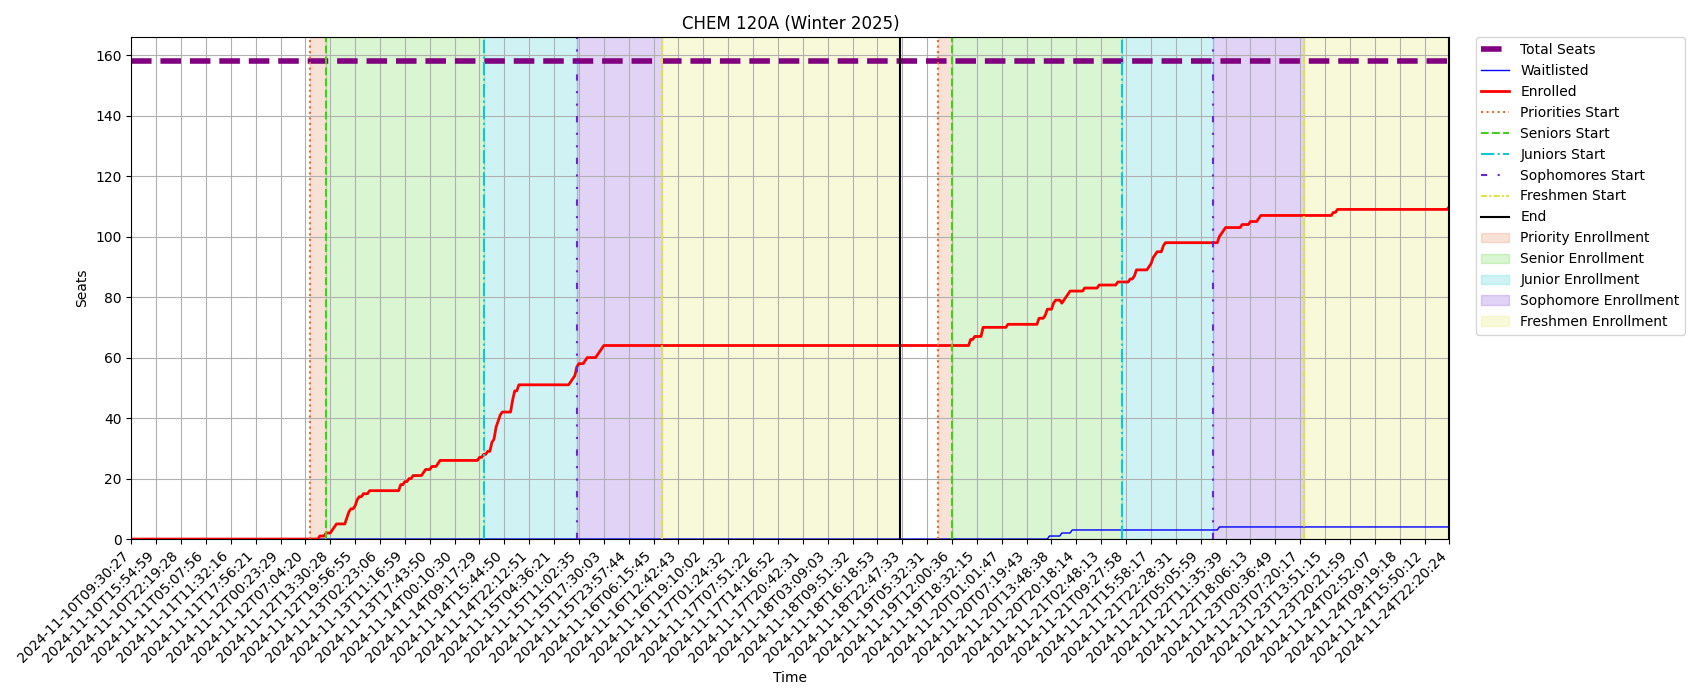 CHEM 120A (Winter 2025)
160
140
120
100
80
60
40
20
0
Seats
2024-11-10T09:30:27
2024-11-10T15:54:59
2024-11-10T22:19:28
2024-11-11T05:07:56
2024-11-11T11:32:16
2024-11-11T17:56:21
2024-11-12T00:23:29
2024-11-12T07:04:20
2024-11-12T13:30:28
2024-11-12T19:56:55
2024-11-13T02:23:06
2024-11-13T11:16:59
2024-11-13T17:43:50
2024-11-14T00:10:30
2024-11-14T09:17:29
2024-11-14T15:44:50
2024-11-14T22:12:51
2024-11-15T04:36:21
2024-11-15T11:02:35
2024-11-15T17:30:03
2024-11-15T23:57:44
2024-11-16T06:15:45
2024-11-16T12:42:43
2024-11-16T19:10:02
2024-11-17T01:24:32
2024-11-17T07:51:22
2024-11-17T14:16:52
2024-11-17T20:42:31
2024-11-18T03:09:03
2024-11-18T09:51:32
2024-11-18T16:18:53
2024-11-18T22:47:33
2024-11-19T05:32:31
2024-11-19T12:00:36
2024-11-19T18:32:15
2024-11-20T01:01:47
2024-11-20T07:19:43
2024-11-20T13:48:38
2024-11-20T20:18:14
2024-11-21T02:48:13
2024-11-21T09:27:58
2024-11-21T15:58:17
2024-11-21T22:28:31
2024-11-22T05:05:59
2024-11-22T11:35:39
2024-11-22T18:06:13
2024-11-23T00:36:49
2024-11-23T07:20:17
2024-11-23T13:51:15
2024-11-23T20:21:59
2024-11-24T02:52:07
2024-11-24T09:19:18
2024-11-24T15:50:12
2024-11-24T22:20:24
Time
Total Seats
Waitlisted
Enrolled
Priorities Start
Seniors Start
Juniors Start
Sophomores Start
Freshmen Start
End
Priority Enrollment
Senior Enrollment
Junior Enrollment
Sophomore Enrollment
Freshmen Enrollment